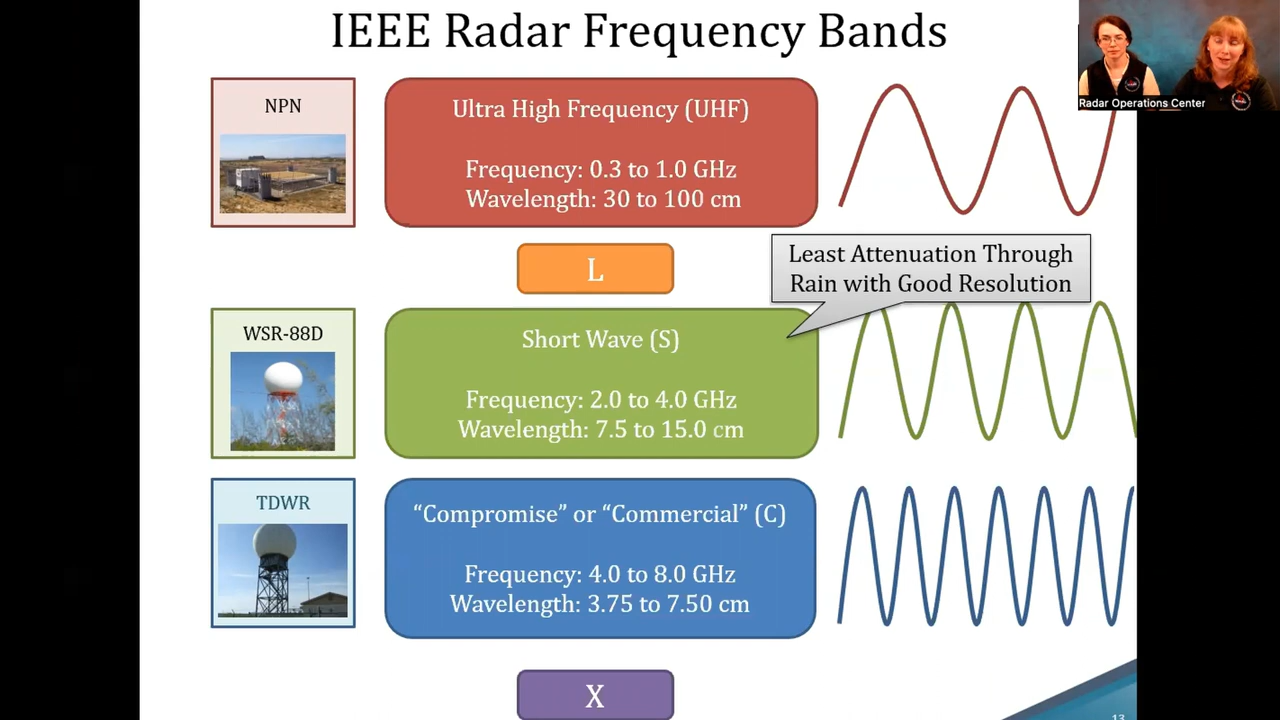 IEEE Radar Frequency Bands
Radar Operations Center
NPN
Ultra High Frequency (UHF)
Frequency: 0.3 to 1.0 GHz
Wavelength: 30 to 100 cm
L
Least Attenuation Through
Rain with Good Resolution
WSR-88D
Short Wave (S)
Frequency: 2.0 to 4.0 GHz
Wavelength: 7.5 to 15.0 cm
TDWR
“Compromise” or “Commercial” (C)
Frequency: 4.0 to 8.0 GHz
Wavelength: 3.75 to 7.50 cm
X
13